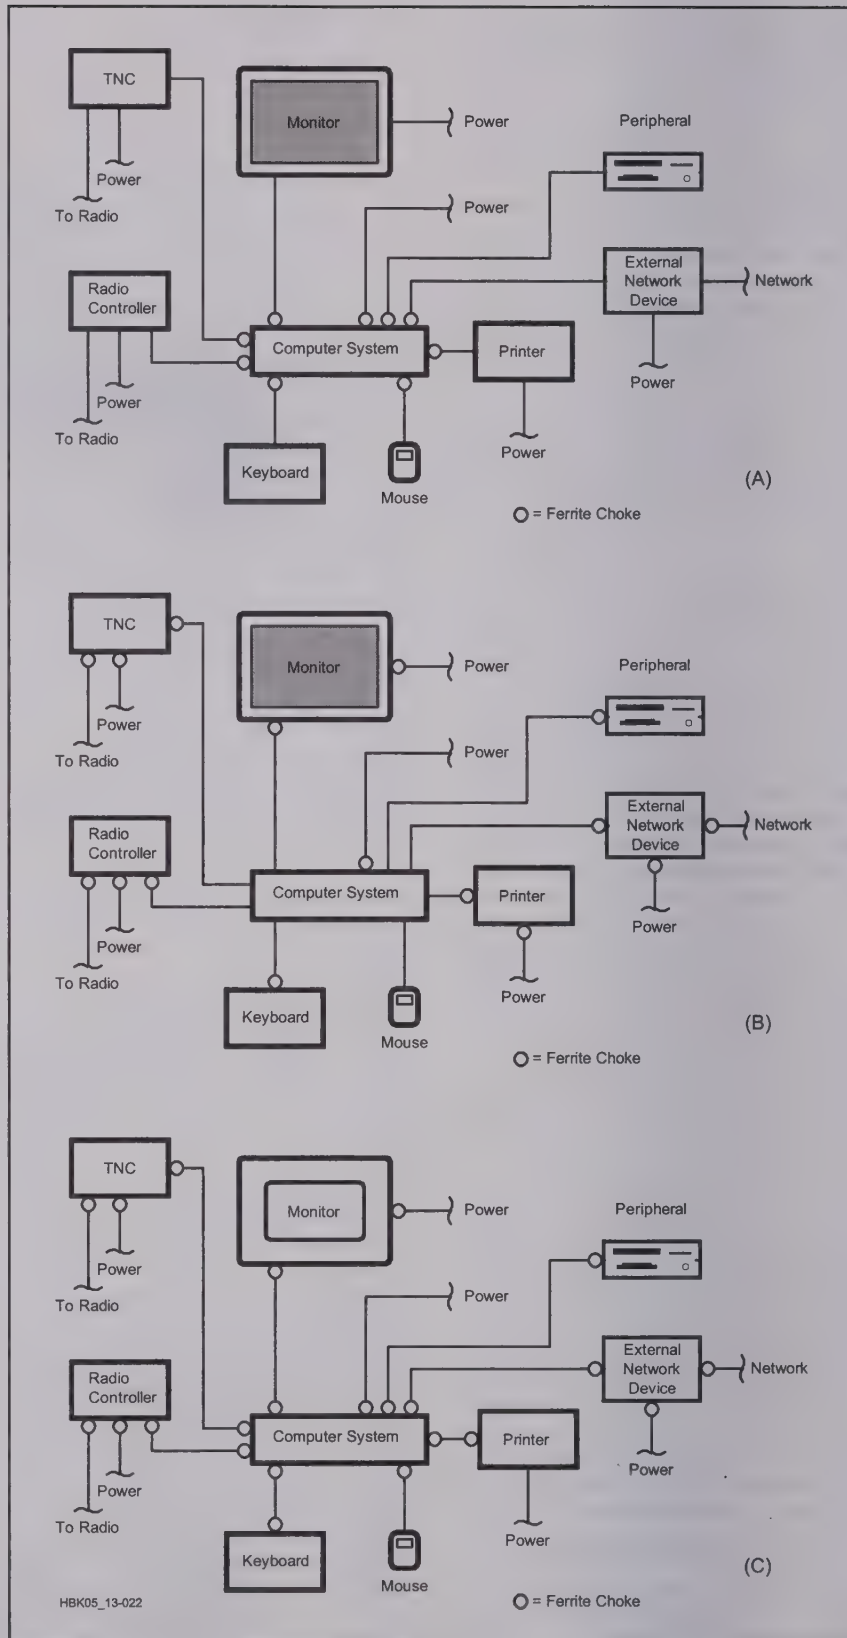 TNC
Monitor
Power
Peripheral
Power
To Radio
Power
Radio
Controller
External
Network
Device
Network
Computer System
Printer
Power
Power
To Radio
Power
Keyboard
Mouse
(A)
= Ferrite Choke
TNC
Monitor
Power
Peripheral
Power
To Radio
Power
Radio
Controller
External
Network
Device
Network
Computer System
Printer
Power
Power
To Radio
Power
Keyboard
Mouse
(B)
= Ferrite Choke
TNC
Monitor
Power
Peripheral
Power
To Radio
Power
Radio
Controller
External
Network
Device
Network
Computer System
Printer
Power
Power
To Radio
Power
Keyboard
Mouse
(C)
HBK05_13-022
= Ferrite Choke